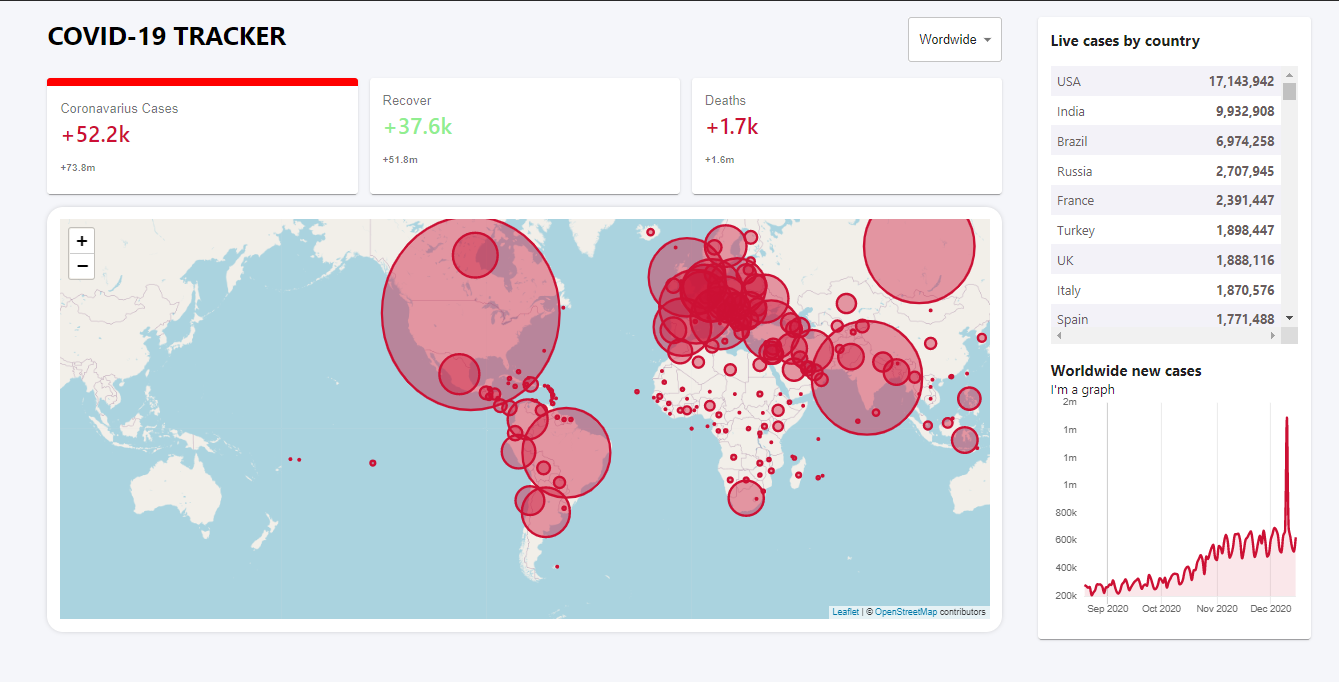 COVID-19 TRACKER
Wordwide
Coronavarius Cases
+52.2k
+73.8m
Recover
+37.6k
+51.8m
Deaths
+1.7k
+1.6m
+
−
Leaflet | © OpenStreetMap contributors
Live cases by country
USA 17,143,942
India 9,932,908
Brazil 6,974,258
Russia 2,707,945
France 2,391,447
Turkey 1,898,447
UK 1,888,116
Italy 1,870,576
Spain 1,771,488
Worldwide new cases
I'm a graph
2m
1m
1m
1m
800k
600k
400k
200k
Sep 2020 Oct 2020 Nov 2020 Dec 2020